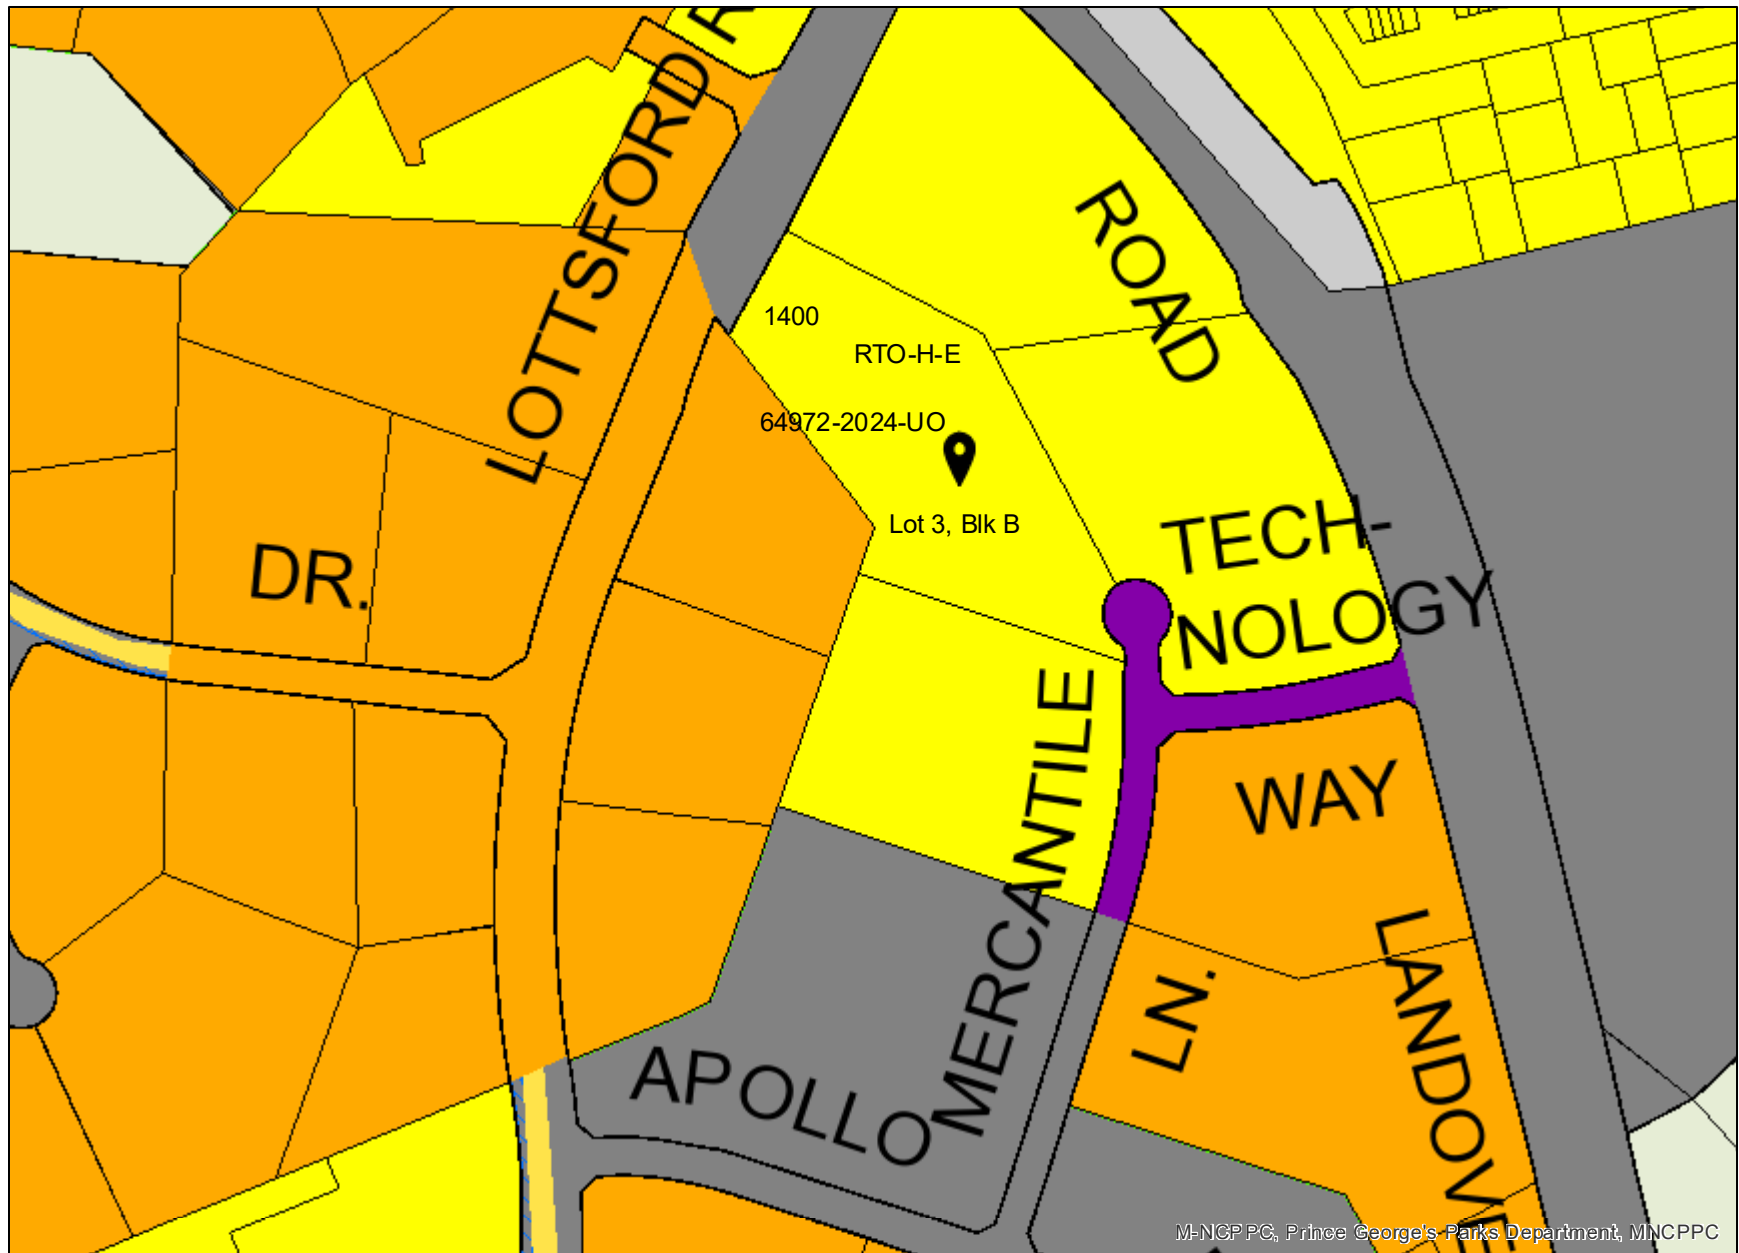 LOTTSFORD R
ROAD
1400
RTO-H-E
64972-2024-UO
Lot 3, Blk B
TECH-
NOLOGY
DR.
WAY
MERCANTILE
LN.
LANDOVE
APOLLO
M-NCPPC, Prince George's Parks Department, MNCPPC